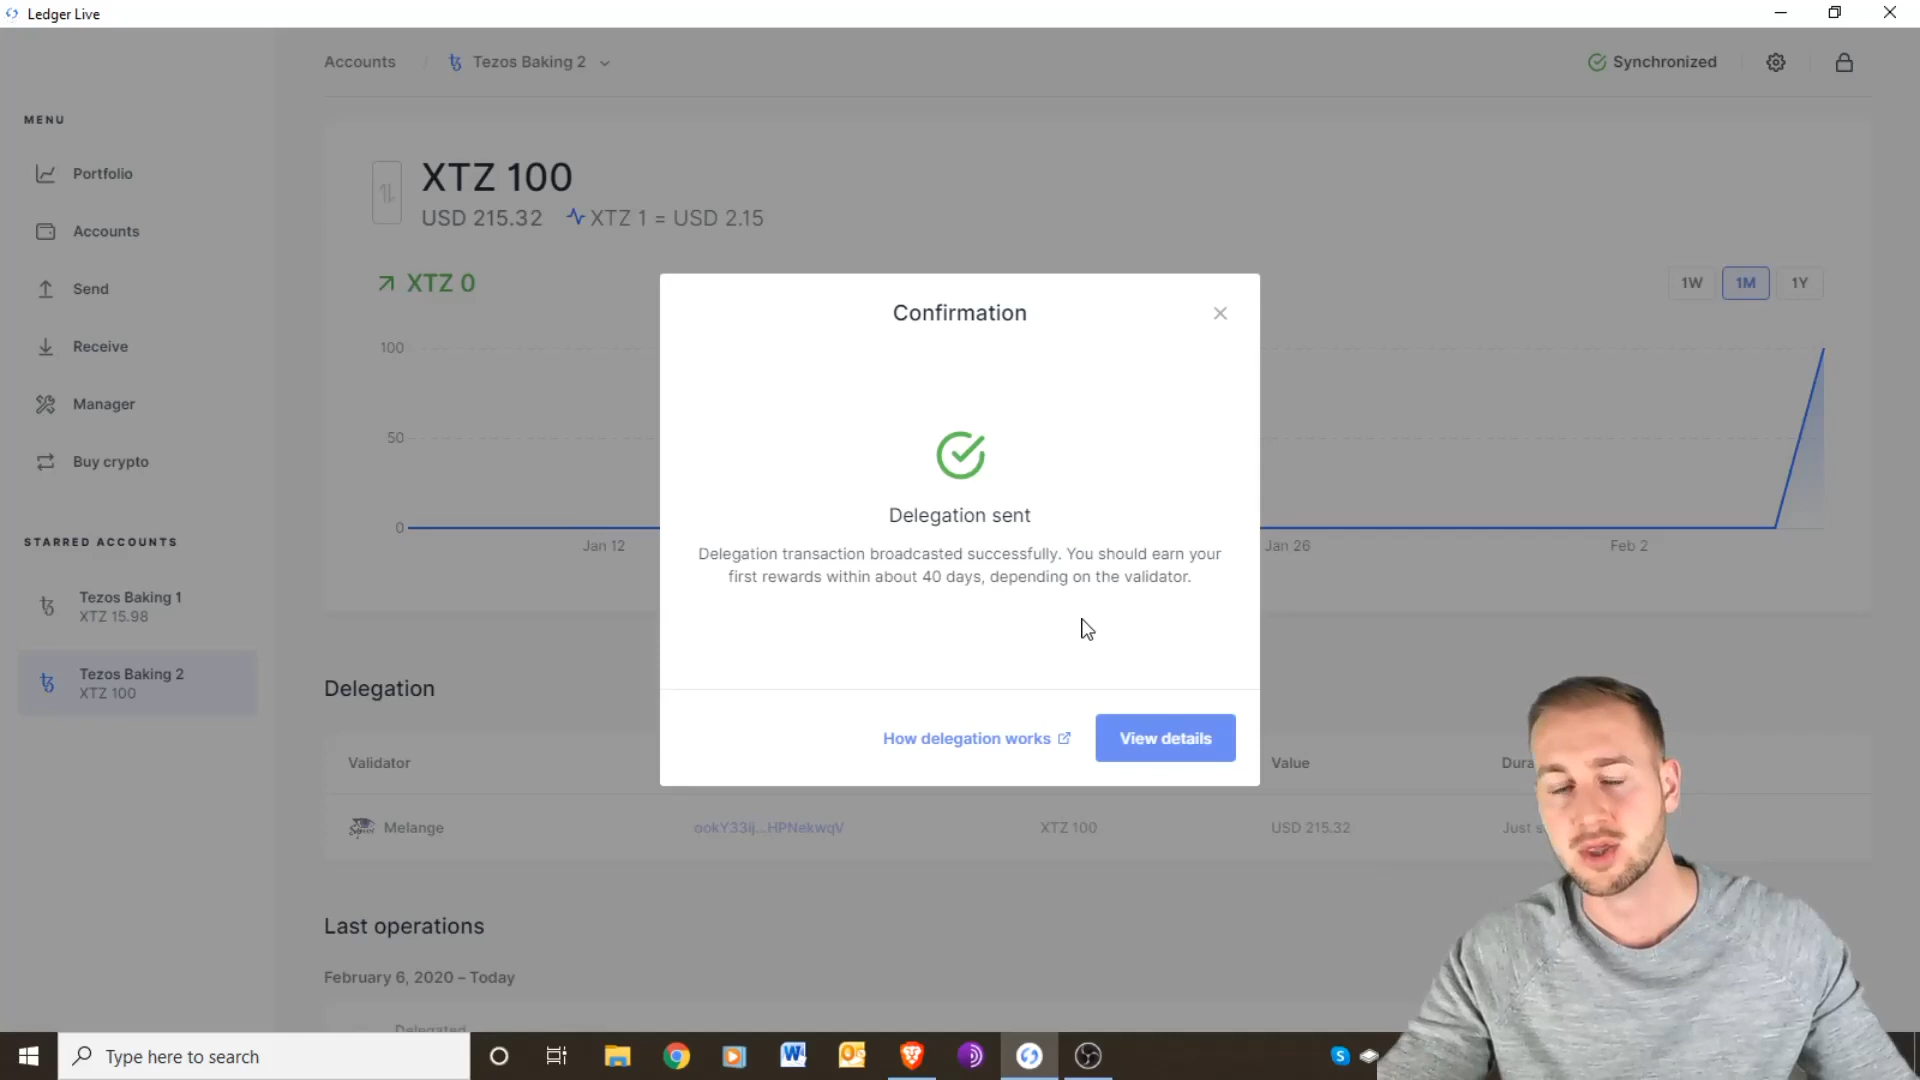 Ledger Live
Accounts / Tezos Baking 2
Synchronized
MENU
Portfolio
Accounts
Send
Receive
Manager
Buy crypto
STARRED ACCOUNTS
Tezos Baking 1
XTZ 15.98
Tezos Baking 2
XTZ 100
XTZ 100
USD 215.32 XTZ 1 = USD 2.15
XTZ 0
1W 1M 1Y
100
50
0
Jan 12 Jan 26 Feb 2
Confirmation
Delegation sent
Delegation transaction broadcasted successfully. You should earn your
first rewards within about 40 days, depending on the validator.
How delegation works
View details
Delegation
Validator Value
Melange ookY33ij...HPNekwqV XTZ 100 USD 215.32 Just
Last operations
February 6, 2020 – Today
Delegated
Type here to search